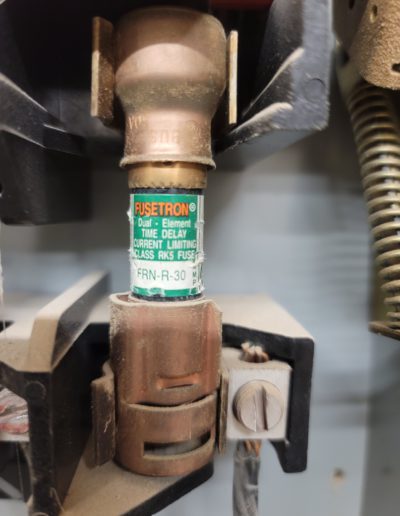 FUSETRON®
Dual - Element
TIME DELAY
CURRENT LIMITING
CLASS RK5 FUSE
FRN-R-30